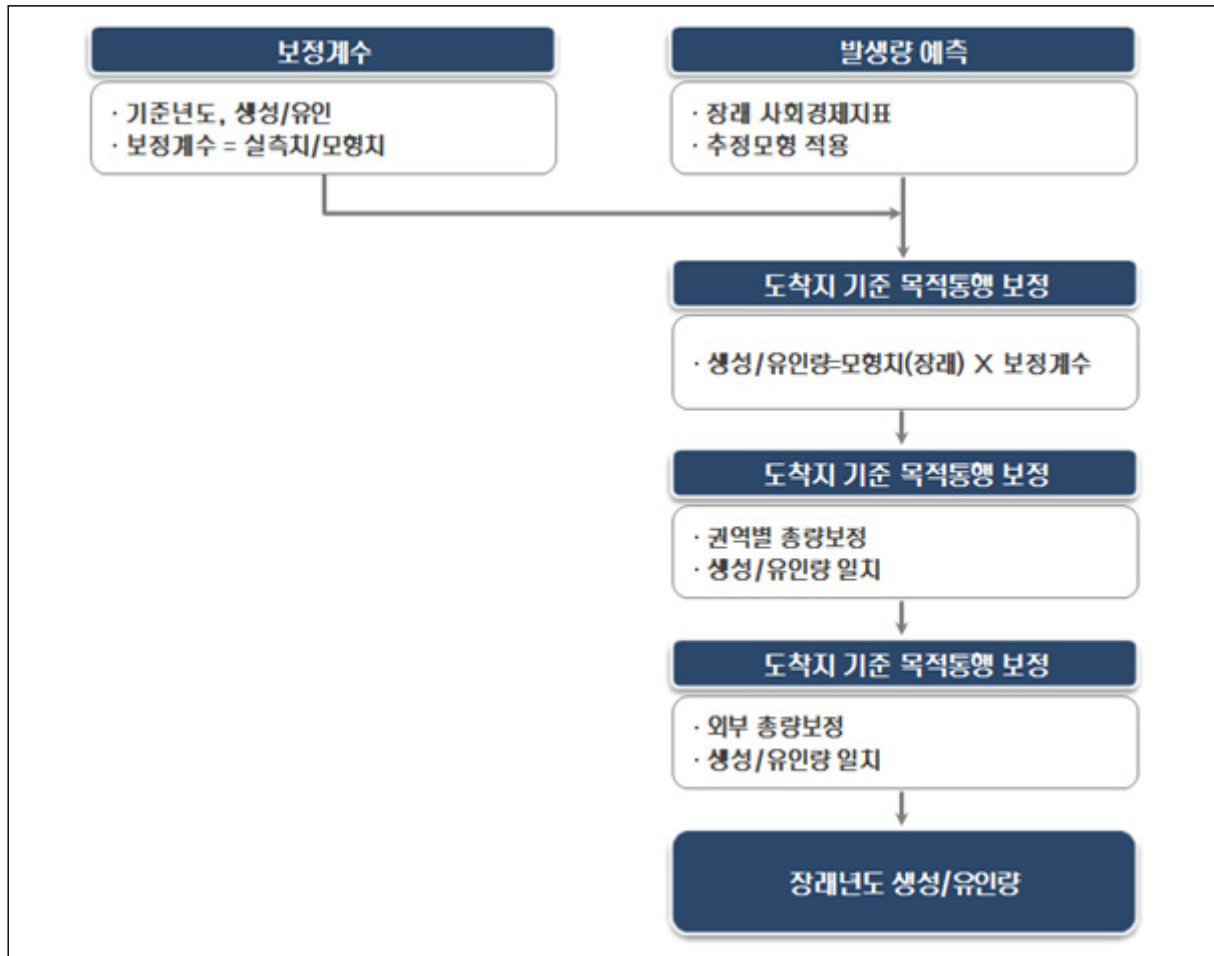 보정계수
· 기준년도, 생성/유인
· 보정계수 = 실측치/모형치
발생량 예측
· 장래 사회경제지표
· 추정모형 적용
도착지 기준 목적통행 보정
· 생성/유인량=모형치(장래) X 보정계수
도착지 기준 목적통행 보정
· 권역별 총량보정
· 생성/유인량 일치
도착지 기준 목적통행 보정
· 외부 총량보정
· 생성/유인량 일치
장래년도 생성/유인량